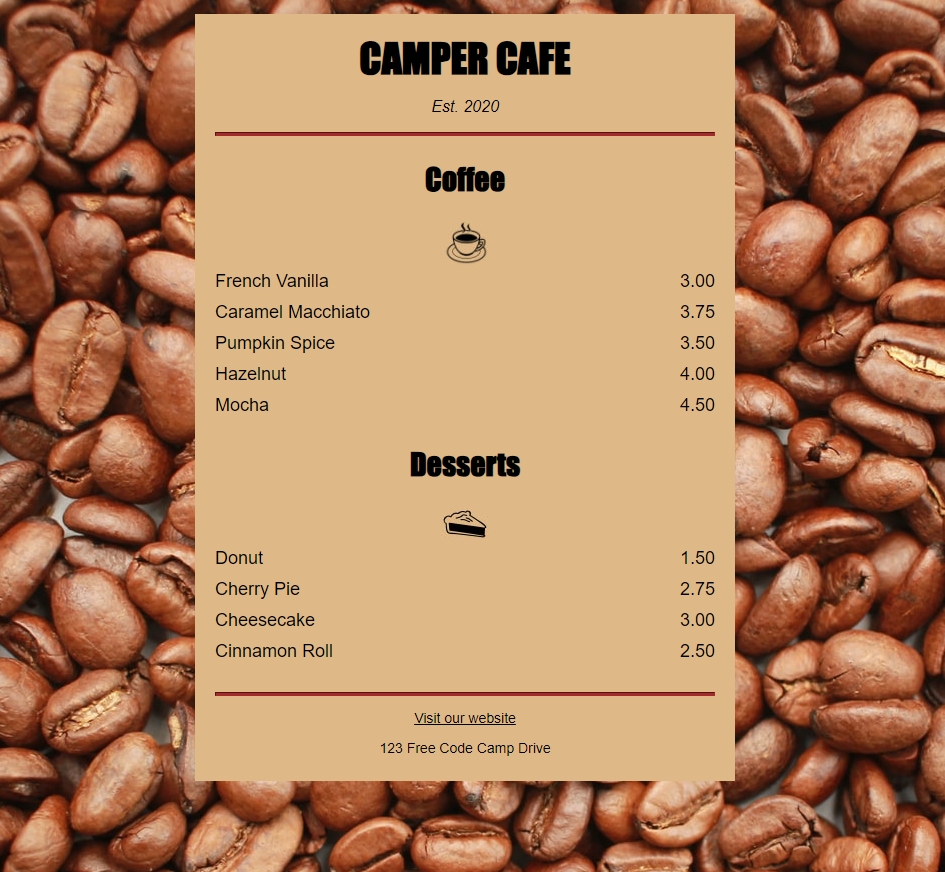 CAMPER CAFE
Est. 2020
Coffee
French Vanilla 3.00
Caramel Macchiato 3.75
Pumpkin Spice 3.50
Hazelnut 4.00
Mocha 4.50
Desserts
Donut 1.50
Cherry Pie 2.75
Cheesecake 3.00
Cinnamon Roll 2.50
Visit our website
123 Free Code Camp Drive